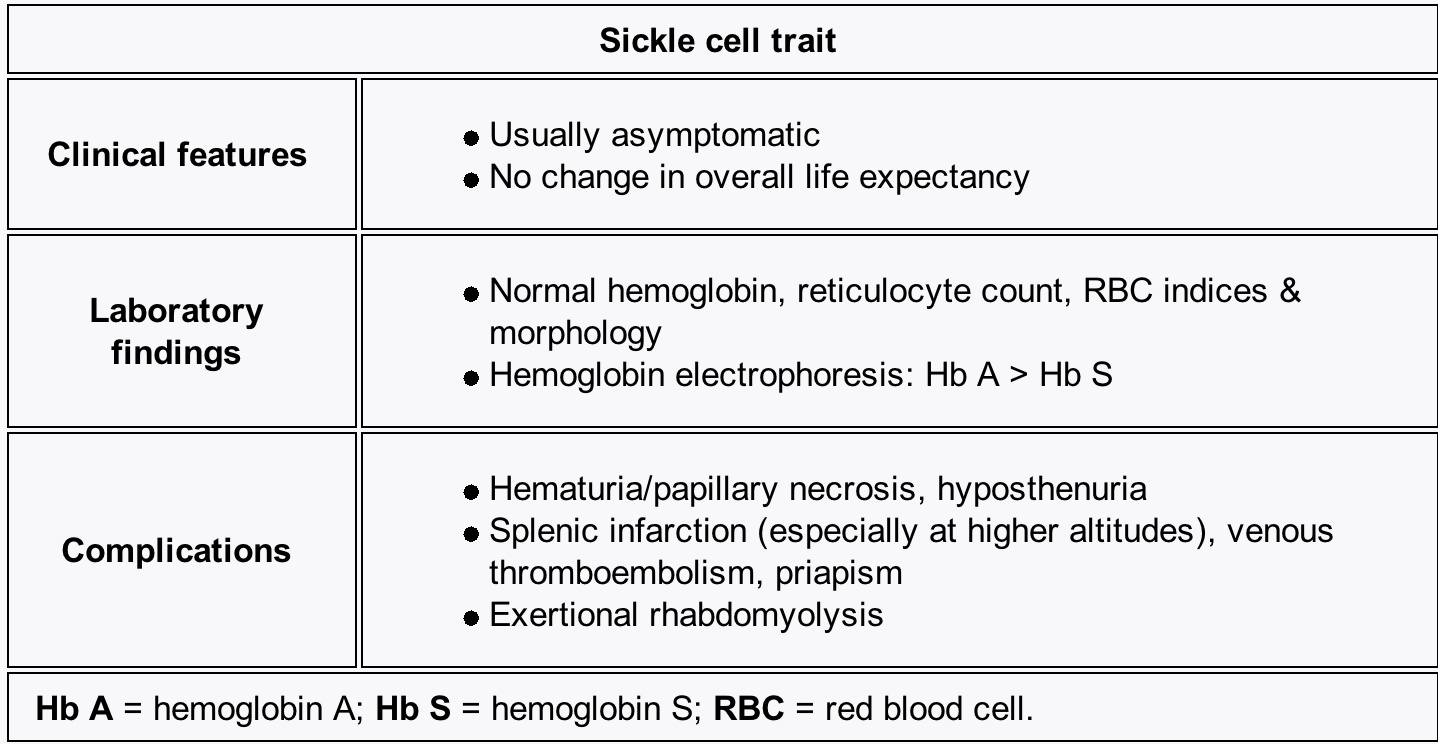 Sickle cell trait
Clinical features
● Usually asymptomatic
● No change in overall life expectancy
Laboratory
findings
● Normal hemoglobin, reticulocyte count, RBC indices &
morphology
● Hemoglobin electrophoresis: Hb A > Hb S
Complications
● Hematuria/papillary necrosis, hyposthenuria
● Splenic infarction (especially at higher altitudes), venous
thromboembolism, priapism
● Exertional rhabdomyolysis
Hb A = hemoglobin A; Hb S = hemoglobin S; RBC = red blood cell.